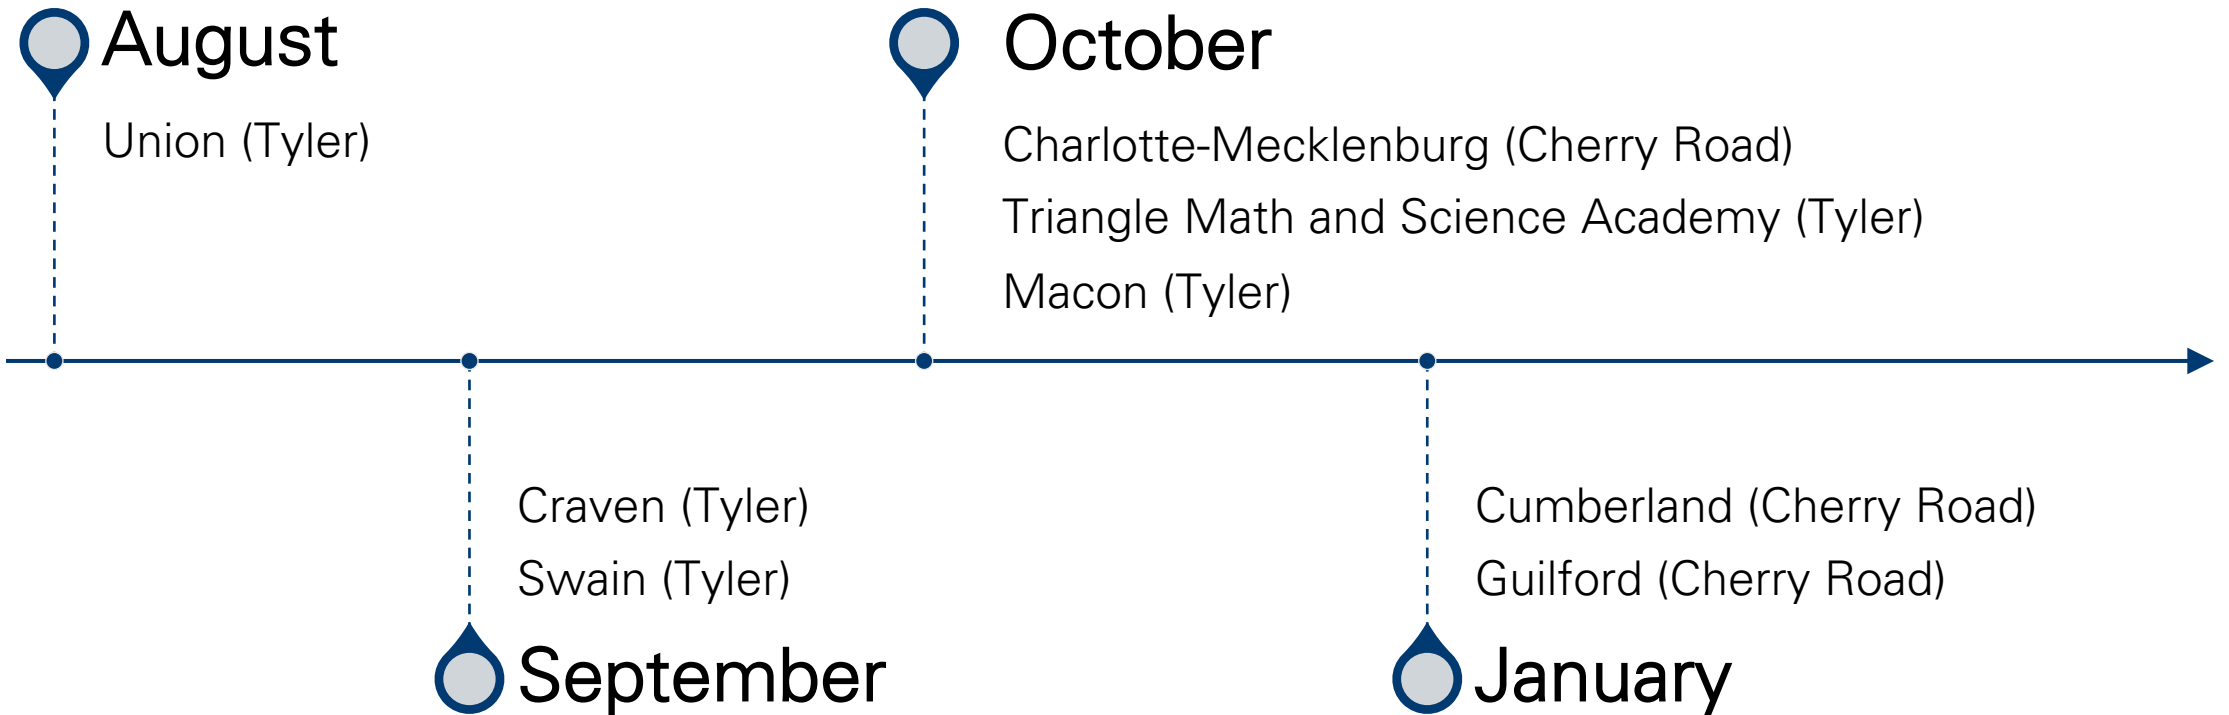 August
Union (Tyler)
October
Charlotte-Mecklenburg (Cherry Road)
Triangle Math and Science Academy (Tyler)
Macon (Tyler)
Craven (Tyler)
Swain (Tyler)
September
Cumberland (Cherry Road)
Guilford (Cherry Road)
January